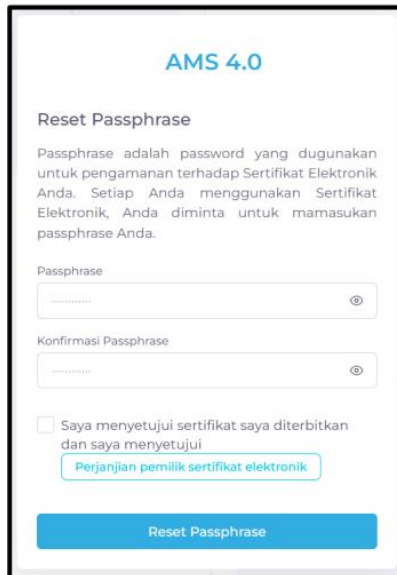 AMS 4.0
Reset Passphrase
Passphrase adalah password yang dugunakan
untuk pengamanan terhadap Sertifikat Elektronik
Anda. Setiap Anda menggunakan Sertifikat
Elektronik, Anda diminta untuk mamasukan
passphrase Anda.
Passphrase
............
Konfirmasi Passphrase
............
Saya menyetujui sertifikat saya diterbitkan
dan saya menyetujui
Perjanjian pemilik sertifikat elektronik
Reset Passphrase